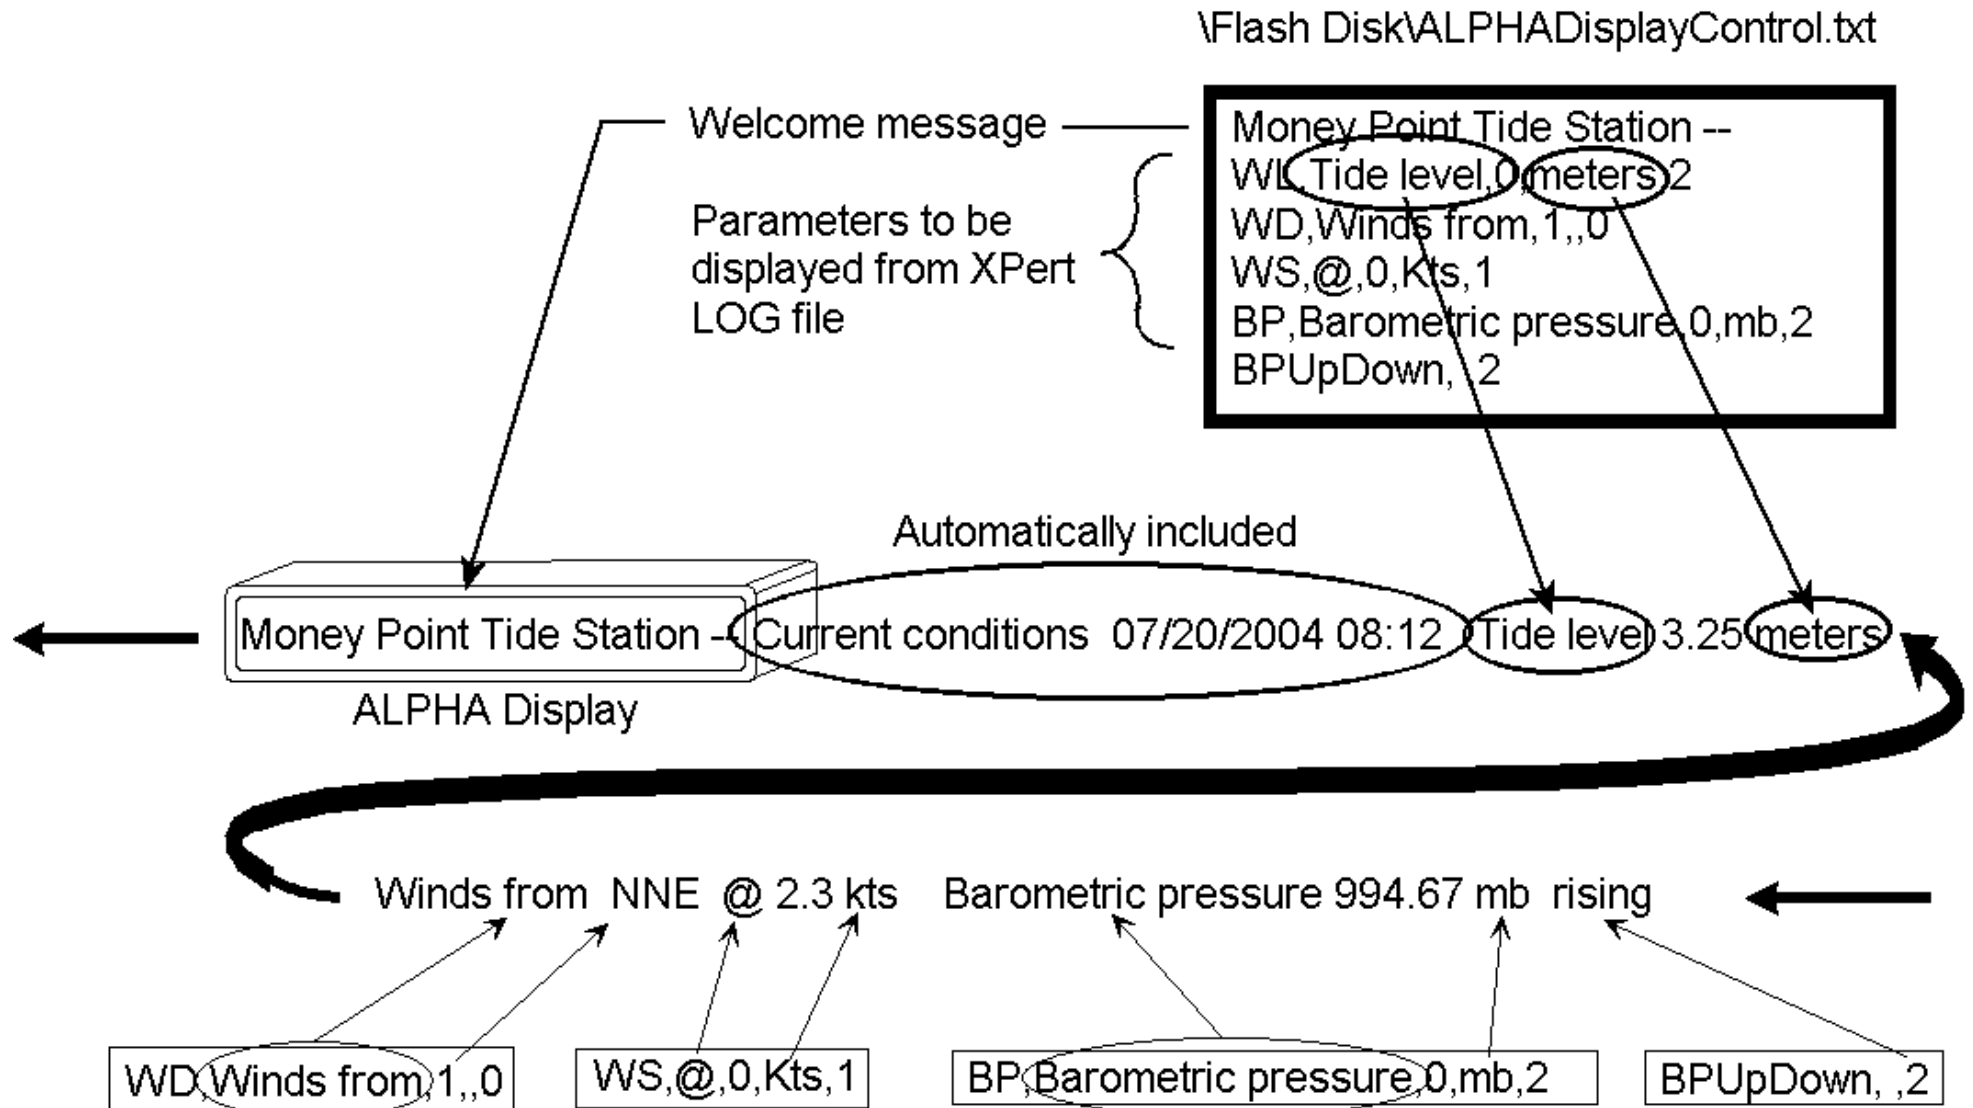 \Flash Disk\ALPHADisplayControl.txt
Welcome message
Money Point Tide Station --
WL,Tide level,0,meters,2
WD,Winds from,1,,0
WS,@,0,Kts,1
BP,Barometric pressure,0,mb,2
BPUpDown, ,2
Parameters to be
displayed from XPert
LOG file
Automatically included
Money Point Tide Station -- Current conditions 07/20/2004 08:12 Tide level 3.25 meters
ALPHA Display
Winds from NNE @ 2.3 kts Barometric pressure 994.67 mb rising
WD,Winds from,1,,0
WS,@,0,Kts,1
BP,Barometric pressure,0,mb,2
BPUpDown, ,2